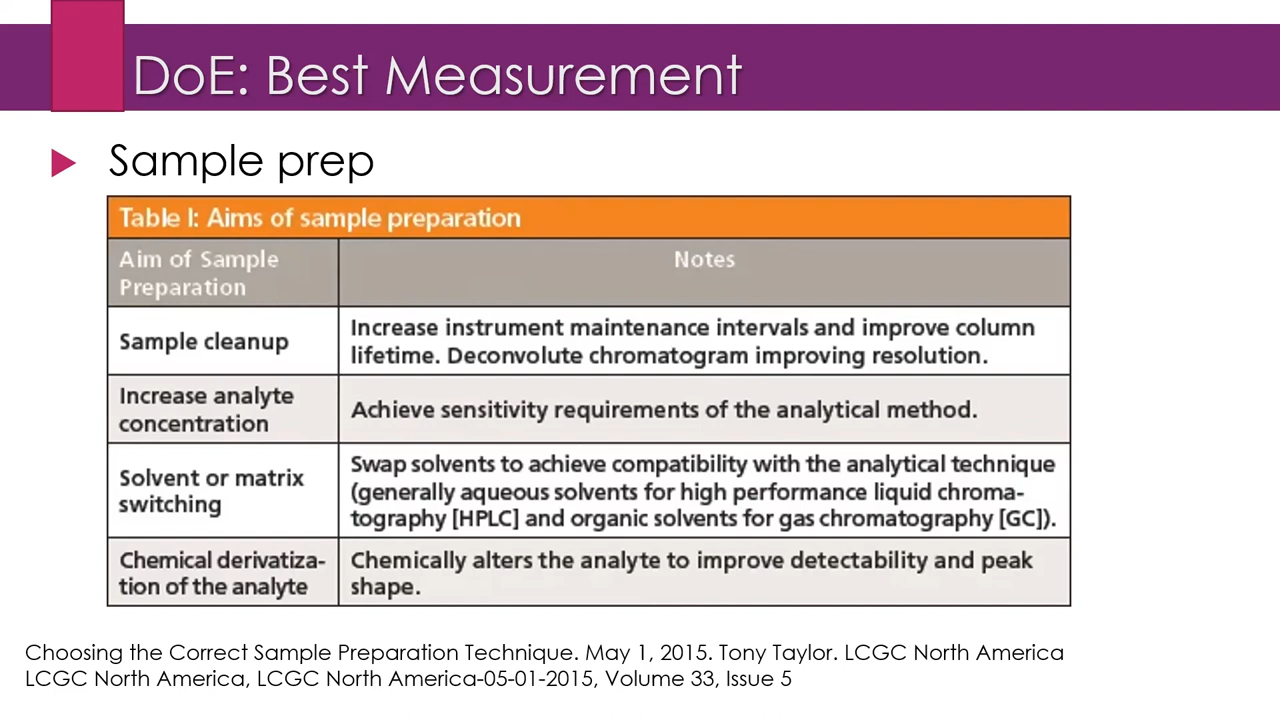 DoE: Best Measurement
Sample prep
Table I: Aims of sample preparation
Aim of Sample
Preparation
Notes
Sample cleanup
Increase instrument maintenance intervals and improve column
lifetime. Deconvolute chromatogram improving resolution.
Increase analyte
concentration
Achieve sensitivity requirements of the analytical method.
Solvent or matrix
switching
Swap solvents to achieve compatibility with the analytical technique
(generally aqueous solvents for high performance liquid chroma-
tography [HPLC] and organic solvents for gas chromatography [GC]).
Chemical derivatiza-
tion of the analyte
Chemically alters the analyte to improve detectability and peak
shape.
Choosing the Correct Sample Preparation Technique. May 1, 2015. Tony Taylor. LCGC North America
LCGC North America, LCGC North America-05-01-2015, Volume 33, Issue 5